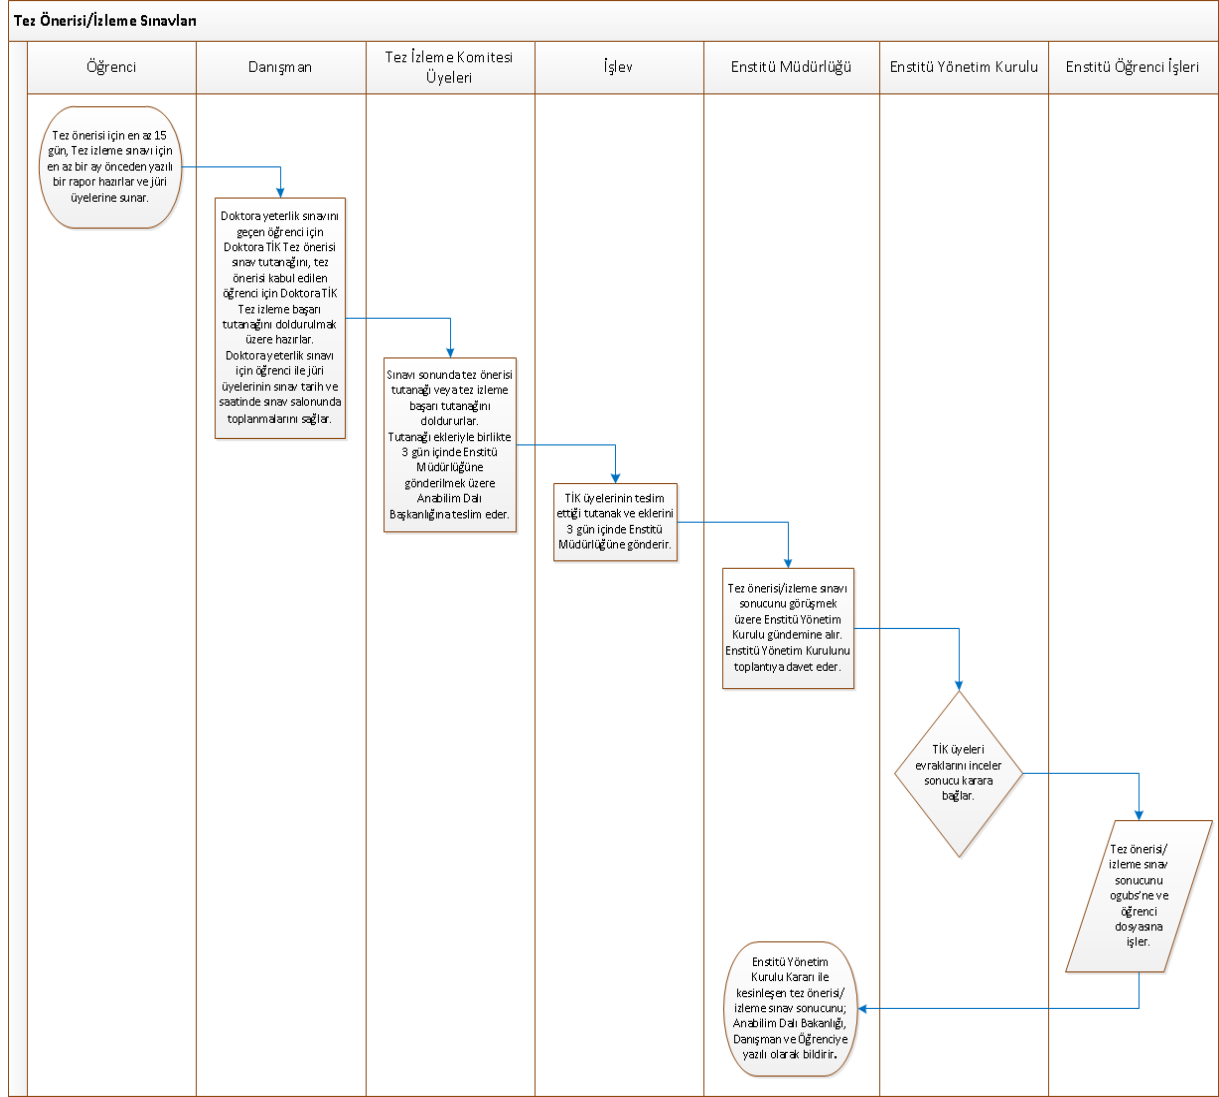 Tez Önerisi/İzleme Sınavları
Öğrenci
Danışman
Tez İzleme Komitesi
Üyeleri
İşlev
Enstitü Müdürlüğü
Enstitü Yönetim Kurulu
Enstitü Öğrenci İşleri
Tez önerisi için en az 15
gün, Tez izleme sınavı için
en az bir ay önceden yazılı
bir rapor hazırlar ve jüri
üyelerine sunar.
Doktora yeterlik sınavını
geçen öğrenci için
Doktora TİK Tez önerisi
sınav tutanağını, tez
önerisi kabul edilen
öğrenci için Doktora TİK
Tez izleme başarı
tutanağını doldurulmak
üzere hazırlar.
Doktora yeterlik sınavı
için öğrenci ile jüri
üyelerinin sınav tarih ve
saatinde sınav salonunda
toplanmalarını sağlar.
Sınavı sonunda tez önerisi
tutanağı veya tez izleme
başarı tutanağını
doldururlar.
Tutanağı ekleriyle birlikte
3 gün içinde Enstitü
Müdürlüğüne
gönderilmek üzere
Anabilim Dalı
Başkanlığına teslim eder.
TİK üyelerinin teslim
ettiği tutanak ve eklerini
3 gün içinde Enstitü
Müdürlüğüne gönderir.
Tez önerisi/izleme sınavı
sonucunu görüşmek
üzere Enstitü Yönetim
Kurulu gündemine alır.
Enstitü Yönetim Kurulunu
toplantıya davet eder.
TİK üyeleri
evraklarını inceler
sonucu karara
bağlar.
Tez önerisi/
izleme sınav
sonucunu
ogubs'ne ve
öğrenci
dosyasına
işler.
Enstitü Yönetim
Kurulu Kararı ile
kesinleşen tez önerisi/
izleme sınav sonucunu;
Anabilim Dalı Bakanlığı,
Danışman ve Öğrenciye
yazılı olarak bildirir.